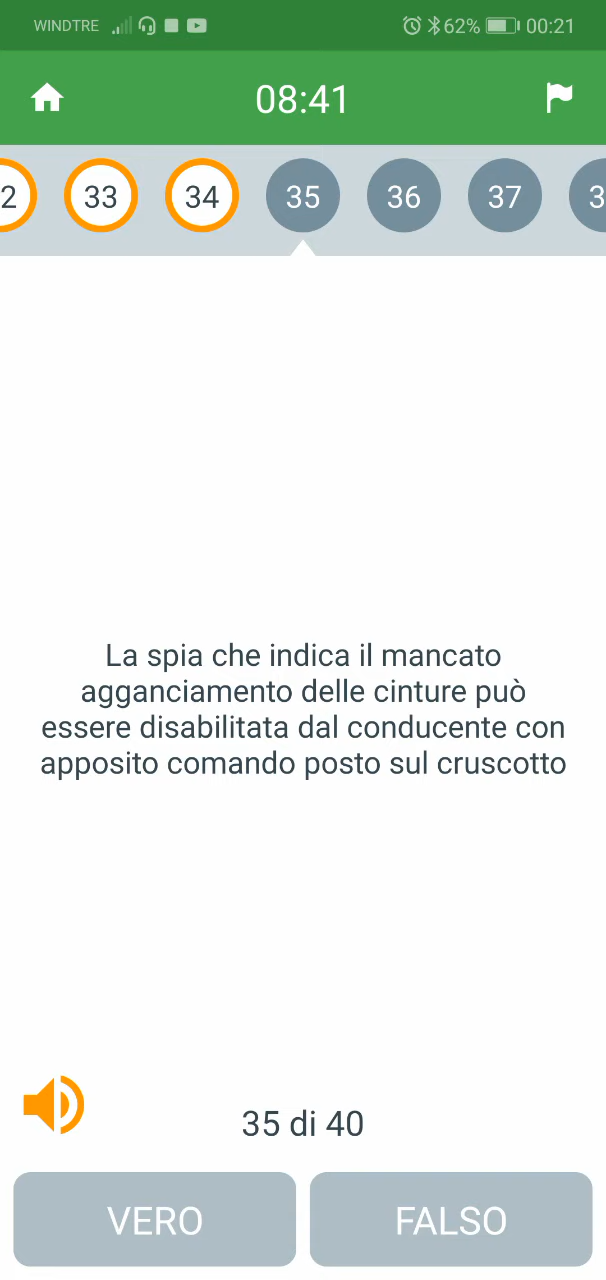 WINDTRE 62% 00:21
08:41
2 33 34 35 36 37 3
La spia che indica il mancato
agganciamento delle cinture può
essere disabilitata dal conducente con
apposito comando posto sul cruscotto
35 di 40
VERO FALSO